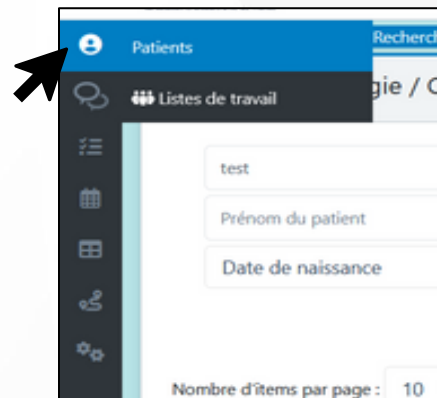 Patients
Recherch
Listes de travail
gie / C
test
Prénom du patient
Date de naissance
Nombre d'items par page : 10